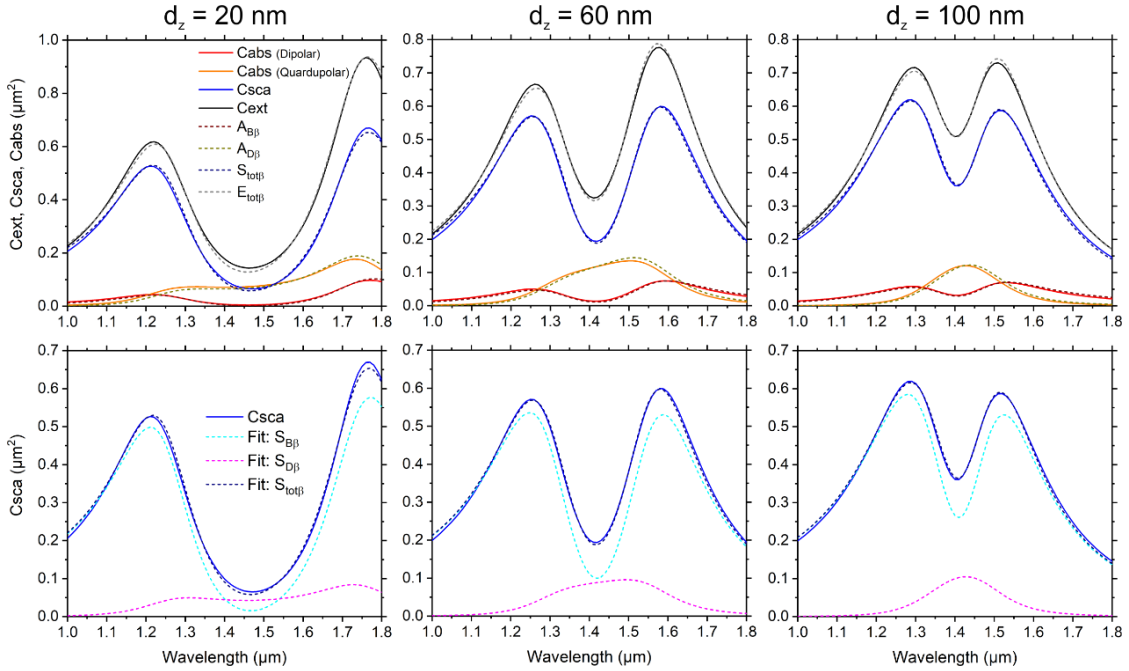 d_z = 20 nm
d_z = 60 nm
d_z = 100 nm
Cext, Csca, Cabs (μm²)
1.0
0.8
0.6
0.4
0.2
0.0
Cabs (Dipolar)
Cabs (Quardupolar)
Csca
Cext
A_Bβ
A_Dβ
S_totβ
E_totβ
1.0 1.1 1.2 1.3 1.4 1.5 1.6 1.7 1.8
0.8
0.7
0.6
0.5
0.4
0.3
0.2
0.1
0.0
1.0 1.1 1.2 1.3 1.4 1.5 1.6 1.7 1.8
0.8
0.7
0.6
0.5
0.4
0.3
0.2
0.1
0.0
1.0 1.1 1.2 1.3 1.4 1.5 1.6 1.7 1.8
Csca (μm²)
0.7
0.6
0.5
0.4
0.3
0.2
0.1
0.0
Csca
Fit: S_Bβ
Fit: S_Dβ
Fit: S_totβ
1.0 1.1 1.2 1.3 1.4 1.5 1.6 1.7 1.8
Wavelength (μm)
0.7
0.6
0.5
0.4
0.3
0.2
0.1
0.0
1.0 1.1 1.2 1.3 1.4 1.5 1.6 1.7 1.8
Wavelength (μm)
0.7
0.6
0.5
0.4
0.3
0.2
0.1
0.0
1.0 1.1 1.2 1.3 1.4 1.5 1.6 1.7 1.8
Wavelength (μm)